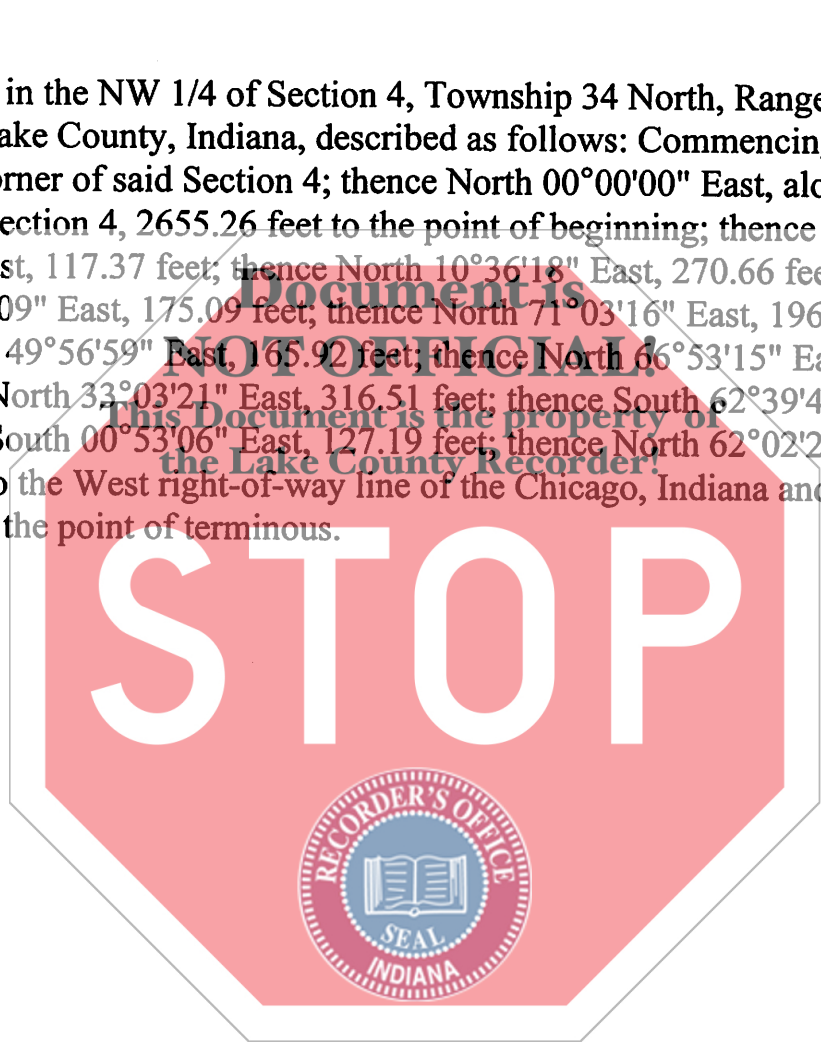 in the NW 1/4 of Section 4, Township 34 North, Range
ake County, Indiana, described as follows: Commencin
orner of said Section 4; thence North 00°00'00" East, alo
ection 4, 2655.26 feet to the point of beginning; thence
st, 117.37 feet; thence North 10°36'18" East, 270.66 fee
09" East, 175.09 feet; thence North 71°03'16" East, 196
49°56'59" East, 165.92 feet; thence North 66°53'15" Ea
North 33°03'21" East, 316.51 feet; thence South 62°39'4
South 00°53'06" East, 127.19 feet; thence North 62°02'2
o the West right-of-way line of the Chicago, Indiana and
the point of terminous.
Document is
NOT OFFICIAL!
This Document is the property of
the Lake County Recorder!
STOP
RECORDER'S OFFICE
SEAL
INDIANA